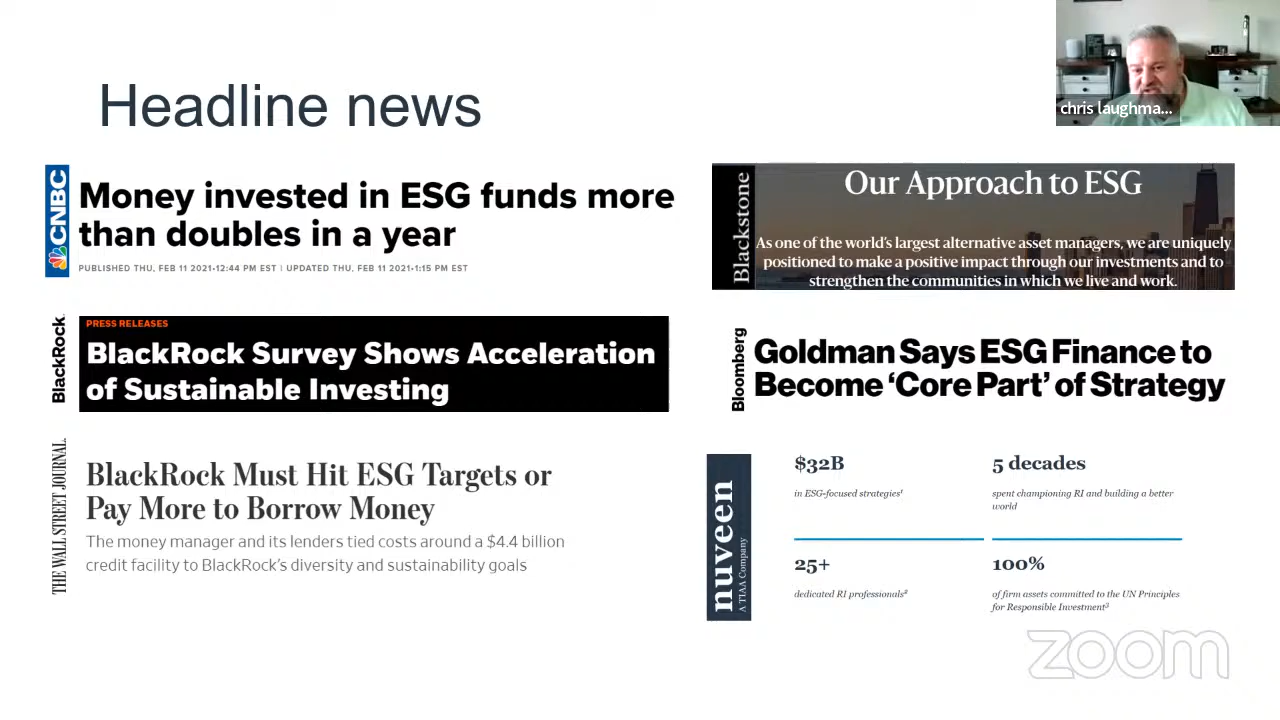 Headline news
chris laughma...
CNBC
Money invested in ESG funds more
than doubles in a year
PUBLISHED THU, FEB 11 2021•12:44 PM EST | UPDATED THU, FEB 11 2021•1:15 PM EST
Blackstone
Our Approach to ESG
As one of the world's largest alternative asset managers, we are uniquely
positioned to make a positive impact through our investments and to
strengthen the communities in which we live and work.
BlackRock
PRESS RELEASES
BlackRock Survey Shows Acceleration
of Sustainable Investing
Bloomberg
Goldman Says ESG Finance to
Become ‘Core Part’ of Strategy
THE WALL STREET JOURNAL.
BlackRock Must Hit ESG Targets or
Pay More to Borrow Money
The money manager and its lenders tied costs around a $4.4 billion
credit facility to BlackRock's diversity and sustainability goals
nuveen
A TIAA Company
$32B
in ESG-focused strategies¹
5 decades
spent championing RI and building a better
world
25+
dedicated RI professionals²
100%
of firm assets committed to the UN Principles
for Responsible Investment³
zoom